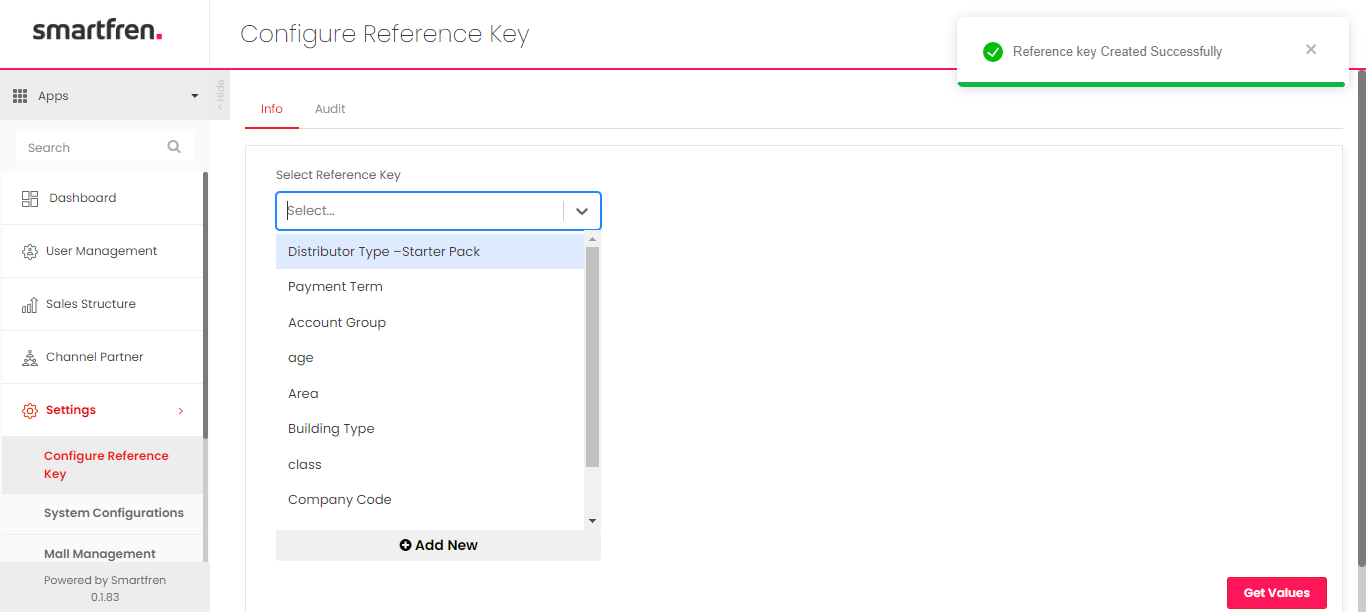 smartfren.
Configure Reference Key
Reference key Created Successfully
Apps
< Hide
Info
Audit
Search
Select Reference Key
Select...
Dashboard
User Management
Sales Structure
Channel Partner
Settings
Configure Reference
Key
System Configurations
Mall Management
Powered by Smartfren
0.1.83
Distributor Type –Starter Pack
Payment Term
Account Group
age
Area
Building Type
class
Company Code
Add New
Get Values